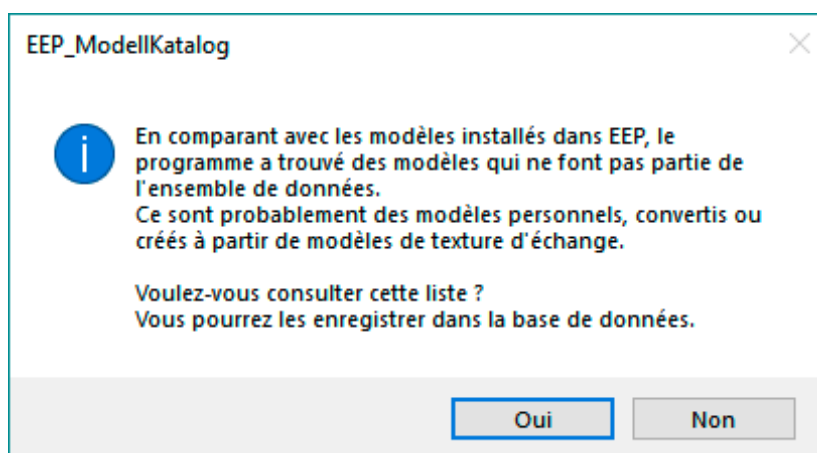 EEP_ModellKatalog
En comparant avec les modèles installés dans EEP, le
programme a trouvé des modèles qui ne font pas partie de
l'ensemble de données.
Ce sont probablement des modèles personnels, convertis ou
créés à partir de modèles de texture d'échange.
Voulez-vous consulter cette liste ?
Vous pourrez les enregistrer dans la base de données.
Oui
Non